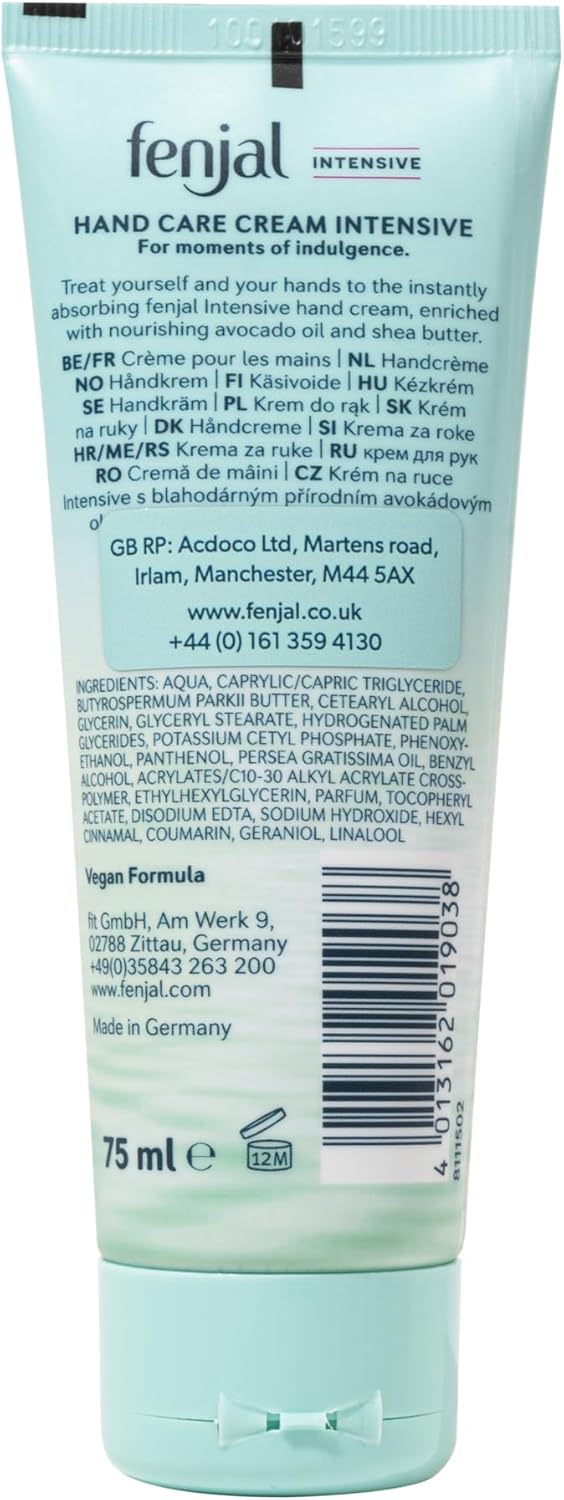 fenjal INTENSIVE
HAND CARE CREAM INTENSIVE
For moments of indulgence.
Treat yourself and your hands to the instantly
absorbing fenjal Intensive hand cream, enriched
with nourishing avocado oil and shea butter.
BE/FR Crème pour les mains | NL Handcrème
NO Håndkrem | FI Käsivoide | HU Kézkrém
SE Handkräm | PL Krem do rąk | SK Krém
na ruky | DK Håndcreme | SI Krema za roke
HR/ME/RS Krema za ruke | RU крем для рук
RO Cremă de mâini | CZ Krém na ruce
Intensive s blahodárným přírodním avokádovým
GB RP: Acdoco Ltd, Martens road,
Irlam, Manchester, M44 5AX
www.fenjal.co.uk
+44 (0) 161 359 4130
INGREDIENTS: AQUA, CAPRYLIC/CAPRIC TRIGLYCERIDE,
BUTYROSPERMUM PARKII BUTTER, CETEARYL ALCOHOL,
GLYCERIN, GLYCERYL STEARATE, HYDROGENATED PALM
GLYCERIDES, POTASSIUM CETYL PHOSPHATE, PHENOXY-
ETHANOL, PANTHENOL, PERSEA GRATISSIMA OIL, BENZYL
ALCOHOL, ACRYLATES/C10-30 ALKYL ACRYLATE CROSS-
POLYMER, ETHYLHEXYLGLYCERIN, PARFUM, TOCOPHERYL
ACETATE, DISODIUM EDTA, SODIUM HYDROXIDE, HEXYL
CINNAMAL, COUMARIN, GERANIOL, LINALOOL
Vegan Formula
fit GmbH, Am Werk 9,
02788 Zittau, Germany
+49(0)35843 263 200
www.fenjal.com
Made in Germany
75 ml ℮
12M
4 013162 019038
8111502